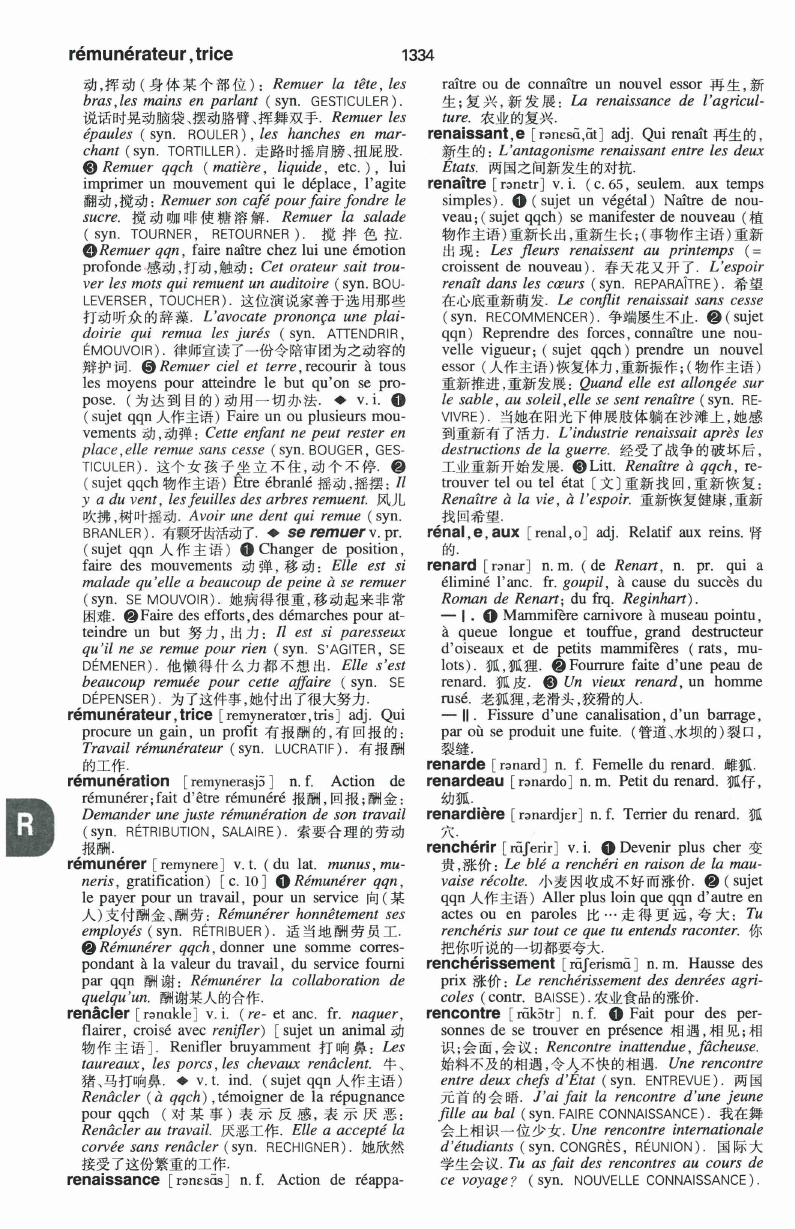 rémunérateur,trice
1334
动,挥动(身体某个部位): Remuer la tête, les
bras,les mains en parlant (syn. GESTICULER).
说话时晃动脑袋、摆动胳臂、挥舞双手. Remuer les
épaules (syn. ROULER), les hanches en mar-
chant (syn. TORTILLER). 走路时摇肩膀、扭屁股.
❸ Remuer qqch (matière, liquide, etc.), lui
imprimer un mouvement qui le déplace, l'agite
翻动,搅动: Remuer son café pour faire fondre le
sucre. 搅动咖啡使糖溶解. Remuer la salade
(syn. TOURNER, RETOURNER). 搅拌色拉.
❹ Remuer qqn, faire naître chez lui une émotion
profonde 感动,打动,触动: Cet orateur sait trou-
ver les mots qui remuent un auditoire (syn. BOU-
LEVERSER, TOUCHER). 这位演说家善于选用那些
打动听众的辞藻. L'avocate prononça une plai-
doirie qui remua les jurés (syn. ATTENDRIR,
ÉMOUVOIR). 律师宣读了一份令陪审团为之动容的
辩护词. ❺ Remuer ciel et terre,recourir à tous
les moyens pour atteindre le but qu'on se pro-
pose. (为达到目的)动用一切办法. ◆ v. i. ❶
(sujet qqn 人作主语) Faire un ou plusieurs mou-
vements 动,动弹: Cette enfant ne peut rester en
place,elle remue sans cesse (syn. BOUGER, GES-
TICULER). 这个女孩子坐立不住,动个不停. ❷
(sujet qqch 物作主语) Être ébranlé 摇动,摇摆: Il
y a du vent, les feuilles des arbres remuent. 风儿
吹拂,树叶摇动. Avoir une dent qui remue (syn.
BRANLER). 有颗牙齿活动了. ◆ se remuer v. pr.
(sujet qqn 人作主语) ❶ Changer de position,
faire des mouvements 动弹,移动: Elle est si
malade qu'elle a beaucoup de peine à se remuer
(syn. SE MOUVOIR). 她病得很重,移动起来非常
困难. ❷ Faire des efforts,des démarches pour at-
teindre un but 努力,出力: Il est si paresseux
qu'il ne se remue pour rien (syn. S'AGITER, SE
DÉMENER). 他懒得什么力都不想出. Elle s'est
beaucoup remuée pour cette affaire (syn. SE
DÉPENSER). 为了这件事,她付出了很大努力.
rémunérateur,trice [remyneratœr,tris] adj. Qui
procure un gain, un profit 有报酬的,有回报的:
Travail rémunérateur (syn. LUCRATIF). 有报酬
的工作.
rémunération [remynerasjɔ̃] n. f. Action de
rémunérer;fait d'être rémunéré 报酬,回报;酬金:
Demander une juste rémunération de son travail
(syn. RÉTRIBUTION, SALAIRE). 索要合理的劳动
报酬.
rémunérer [remynere] v. t. (du lat. munus, mu-
neris, gratification) [c. 10] ❶ Rémunérer qqn,
le payer pour un travail, pour un service 向(某
人)支付酬金、酬劳: Rémunérer honnêtement ses
employés (syn. RÉTRIBUER). 适当地酬劳员工.
❷ Rémunérer qqch, donner une somme corres-
pondant à la valeur du travail, du service fourni
par qqn 酬谢: Rémunérer la collaboration de
quelqu'un. 酬谢某人的合作.
renâcler [rənakle] v. i. (re- et anc. fr. naquer,
flairer, croisé avec renifler) [sujet un animal 动
物作主语]. Renifler bruyamment 打响鼻: Les
taureaux, les porcs,les chevaux renâclent. 牛、
猪、马打响鼻. ◆ v. t. ind. (sujet qqn 人作主语)
Renâcler (à qqch),témoigner de la répugnance
pour qqch (对某事)表示反感,表示厌恶:
Renâcler au travail. 厌恶工作. Elle a accepté la
corvée sans renâcler (syn. RECHIGNER). 她欣然
接受了这份繁重的工作.
renaissance [rənɛsɑ̃s] n. f. Action de réappa-
R
raître ou de connaître un nouvel essor 再生,新
生;复兴,新发展: La renaissance de l'agricul-
ture. 农业的复兴.
renaissant,e [rənɛsɑ̃,ɑ̃t] adj. Qui renaît 再生的,
新生的: L'antagonisme renaissant entre les deux
États. 两国之间新发生的对抗.
renaître [rənɛtr] v. i. (c. 65, seulem. aux temps
simples). ❶ (sujet un végétal) Naître de nou-
veau; (sujet qqch) se manifester de nouveau (植
物作主语)重新长出,重新生长;(事物作主语)重新
出现: Les fleurs renaissent au printemps (=
croissent de nouveau). 春天花又开了. L'espoir
renaît dans les cœurs (syn. REPARAÎTRE). 希望
在心底重新萌发. Le conflit renaissait sans cesse
(syn. RECOMMENCER). 争端屡生不止. ❷ (sujet
qqn) Reprendre des forces, connaître une nou-
velle vigueur; (sujet qqch) prendre un nouvel
essor (人作主语)恢复体力,重新振作;(物作主语)
重新推进,重新发展: Quand elle est allongée sur
le sable, au soleil,elle se sent renaître (syn. RE-
VIVRE). 当她在阳光下伸展肢体躺在沙滩上,她感
到重新有了活力. L'industrie renaissait après les
destructions de la guerre. 经受了战争的破坏后,
工业重新开始发展. ❸ Litt. Renaître à qqch, re-
trouver tel ou tel état [文]重新找回,重新恢复:
Renaître à la vie, à l'espoir. 重新恢复健康,重新
找回希望.
rénal,e,aux [renal,o] adj. Relatif aux reins. 肾
的.
renard [rənar] n. m. (de Renart, n. pr. qui a
éliminé l'anc. fr. goupil, à cause du succès du
Roman de Renart; du frq. Reginhart).
— I. ❶ Mammifère carnivore à museau pointu,
à queue longue et touffue, grand destructeur
d'oiseaux et de petits mammifères (rats, mu-
lots). 狐,狐狸. ❷ Fourrure faite d'une peau de
renard. 狐皮. ❸ Un vieux renard, un homme
rusé. 老狐狸,老滑头,狡猾的人.
— II. Fissure d'une canalisation, d'un barrage,
par où se produit une fuite. (管道、水坝的)裂口,
裂缝.
renarde [rənard] n. f. Femelle du renard. 雌狐.
renardeau [rənardo] n. m. Petit du renard. 狐仔,
幼狐.
renardière [rənardjɛr] n. f. Terrier du renard. 狐
穴.
renchérir [rɑ̃ʃerir] v. i. ❶ Devenir plus cher 变
贵,涨价: Le blé a renchéri en raison de la mau-
vaise récolte. 小麦因收成不好而涨价. ❷ (sujet
qqn 人作主语) Aller plus loin que qqn d'autre en
actes ou en paroles 比…走得更远,夸大: Tu
renchéris sur tout ce que tu entends raconter. 你
把你听说的一切都要夸大.
renchérissement [rɑ̃ʃerismɑ̃] n. m. Hausse des
prix 涨价: Le renchérissement des denrées agri-
coles (contr. BAISSE). 农业食品的涨价.
rencontre [rɑ̃kɔ̃tr] n. f. ❶ Fait pour des per-
sonnes de se trouver en présence 相遇,相见;相
识;会面,会议: Rencontre inattendue, fâcheuse.
始料不及的相遇,令人不快的相遇. Une rencontre
entre deux chefs d'État (syn. ENTREVUE). 两国
元首的会晤. J'ai fait la rencontre d'une jeune
fille au bal (syn. FAIRE CONNAISSANCE). 我在舞
会上相识一位少女. Une rencontre internationale
d'étudiants (syn. CONGRÈS, RÉUNION). 国际大
学生会议. Tu as fait des rencontres au cours de
ce voyage? (syn. NOUVELLE CONNAISSANCE).